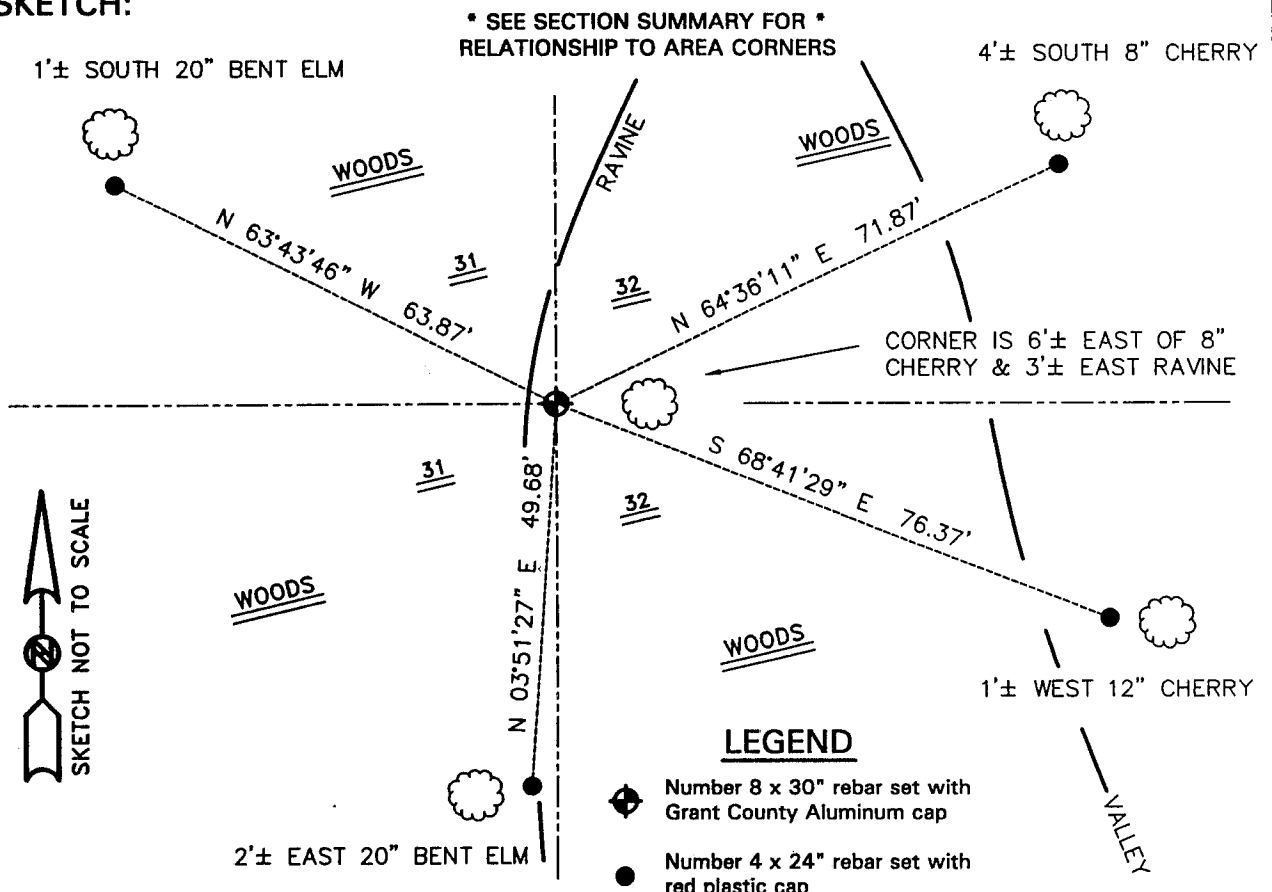 SKETCH:
* SEE SECTION SUMMARY FOR *
RELATIONSHIP TO AREA CORNERS
1'± SOUTH 20" BENT ELM
4'± SOUTH 8" CHERRY
WOODS
RAVINE
WOODS
N 63°43'46" W 63.87'
31
32
N 64°36'11" E 71.87'
CORNER IS 6'± EAST OF 8"
CHERRY & 3'± EAST RAVINE
31
32
S 68°41'29" E 76.37'
N 03°51'27" E 49.68'
SKETCH NOT TO SCALE
N
WOODS
WOODS
1'± WEST 12" CHERRY
2'± EAST 20" BENT ELM
VALLEY
LEGEND
Number 8 x 30" rebar set with
Grant County Aluminum cap
Number 4 x 24" rebar set with
red plastic cap